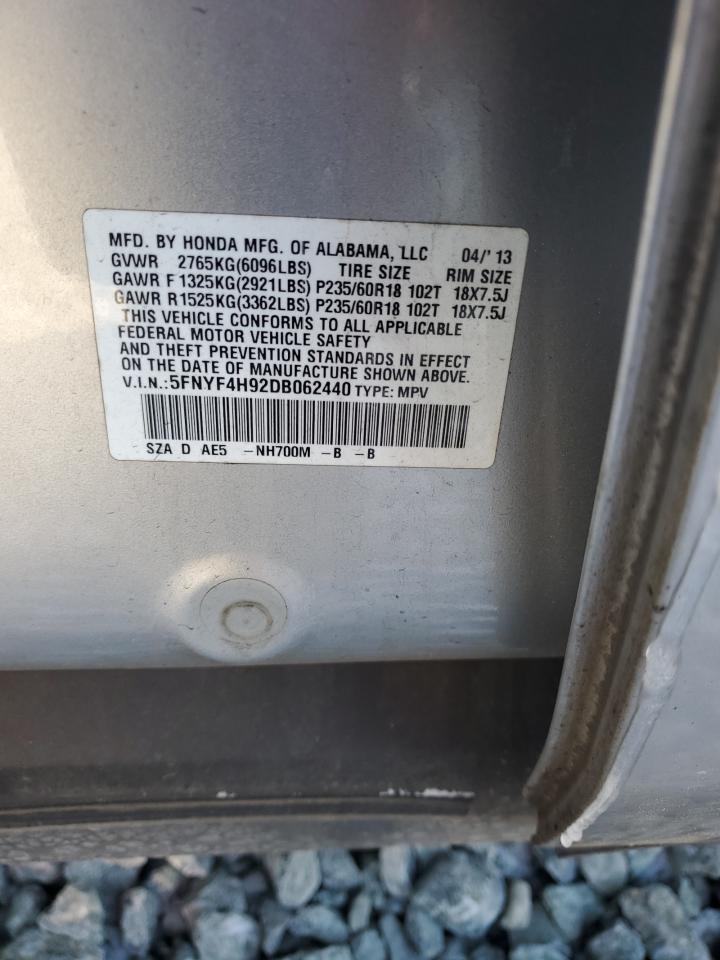 MFD. BY HONDA MFG. OF ALABAMA, LLC 04/'13
GVWR 2765KG(6096LBS) TIRE SIZE RIM SIZE
GAWR F 1325KG(2921LBS) P235/60R18 102T 18X7.5J
GAWR R1525KG(3362LBS) P235/60R18 102T 18X7.5J
THIS VEHICLE CONFORMS TO ALL APPLICABLE
FEDERAL MOTOR VEHICLE SAFETY
AND THEFT PREVENTION STANDARDS IN EFFECT
ON THE DATE OF MANUFACTURE SHOWN ABOVE.
V.I.N.:5FNYF4H92DB062440 TYPE: MPV
SZA D AE5 -NH700M -B -B